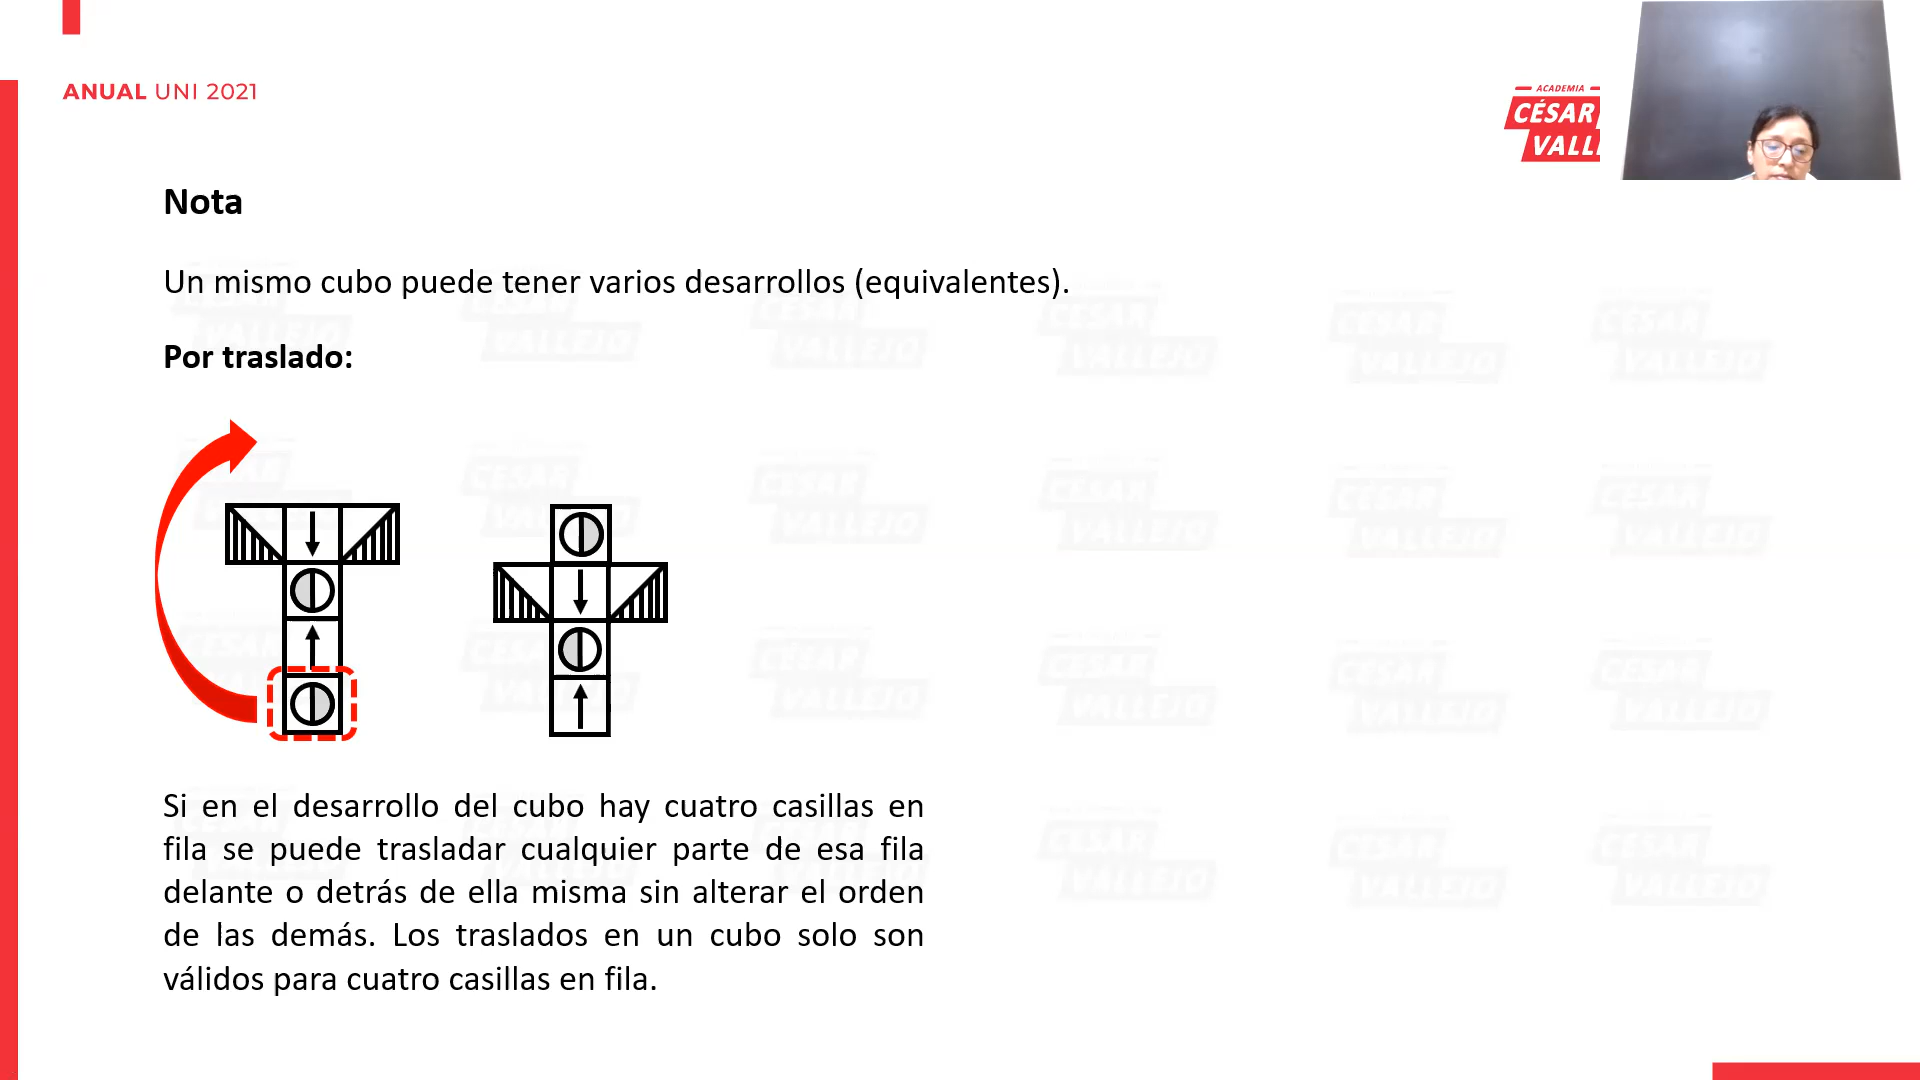 ANUAL UNI 2021
ACADEMIA
CÉSAR
VALL
Nota
Un mismo cubo puede tener varios desarrollos (equivalentes).
Por traslado:
Si en el desarrollo del cubo hay cuatro casillas en
fila se puede trasladar cualquier parte de esa fila
delante o detrás de ella misma sin alterar el orden
de las demás. Los traslados en un cubo solo son
válidos para cuatro casillas en fila.